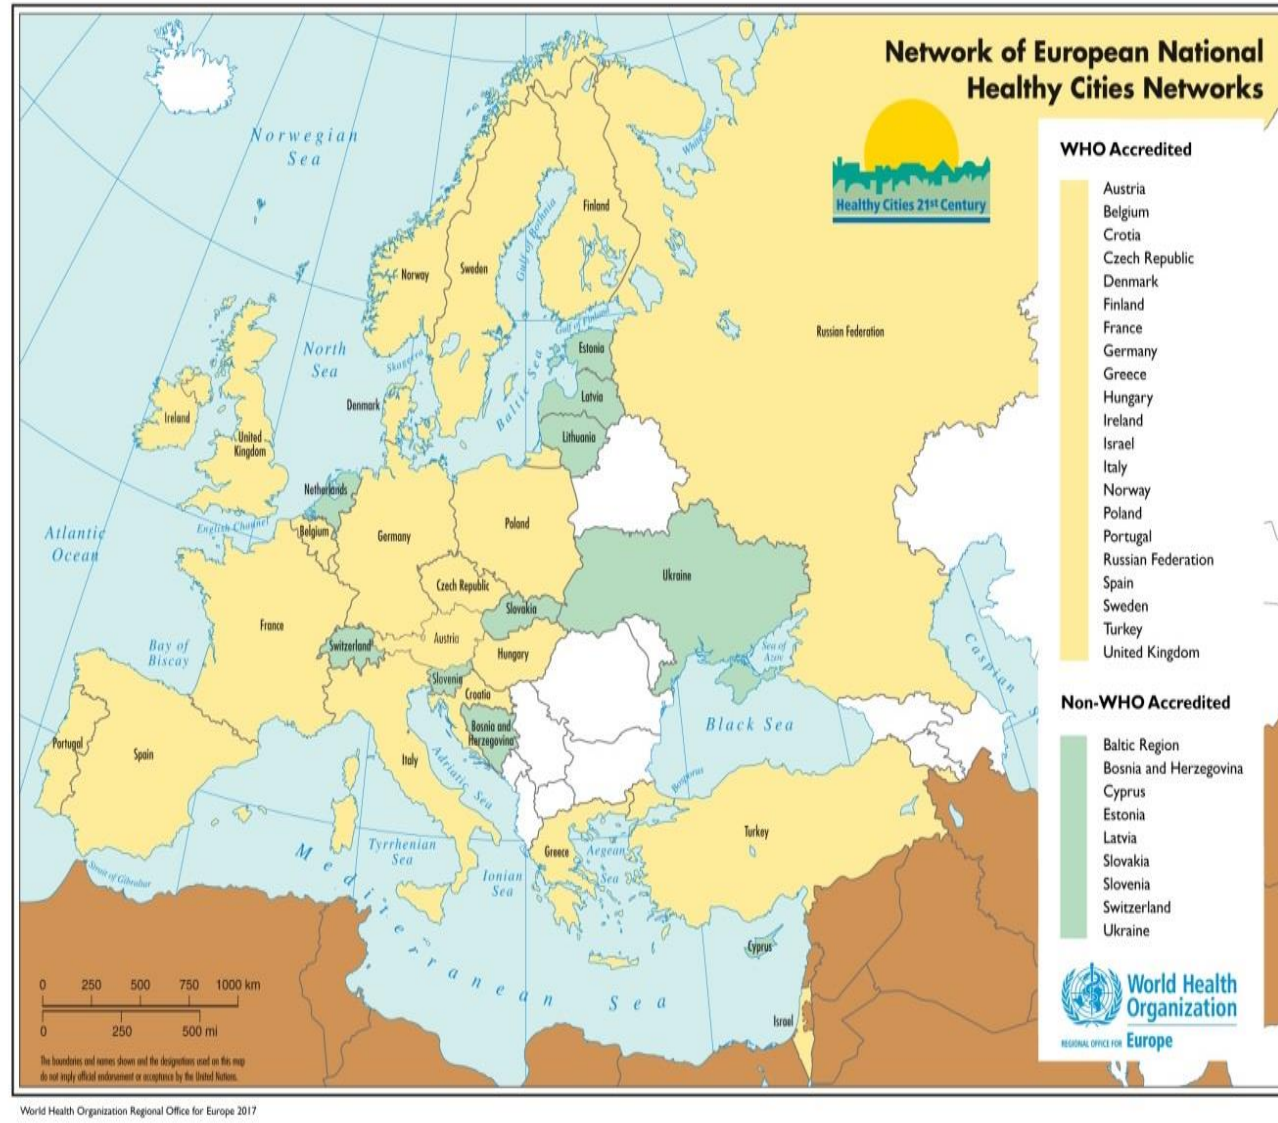 Network of European National
Healthy Cities Networks
Healthy Cities 21st Century
WHO Accredited
Austria
Belgium
Crotia
Czech Republic
Denmark
Finland
France
Germany
Greece
Hungary
Ireland
Israel
Italy
Norway
Poland
Portugal
Russian Federation
Spain
Sweden
Turkey
United Kingdom
Non-WHO Accredited
Baltic Region
Bosnia and Herzegovina
Cyprus
Estonia
Latvia
Slovakia
Slovenia
Switzerland
Ukraine
World Health
Organization
REGIONAL OFFICE FOR Europe
Norwegian
Sea
White Sea
Finland
Gulf of Bothnia
Norway
Sweden
Russian Federation
Gulf of Finland
North
Sea
Skagerra
Estonia
Baltic Sea
Denmark
Latvia
Ireland
United
Kingdom
Lithuania
Netherlands
English Channel
Belgium
Germany
Poland
Atlantic
Ocean
Czech Republic
Ukraine
Slovakia
France
Switzerland
Austria
Hungary
Bay of
Biscay
Sea of
Azov
Caspian S
Slovenia
Croatia
Bosnia and
Herzegovina
Black Sea
Portugal
Spain
Italy
Adriatic Sea
Bosporus
Turkey
Tyrrhenian
Sea
Greece
Aegean
Sea
Ionian
Sea
Strait of Gibraltar
Mediterranean Sea
Cyprus
Israel
0 250 500 750 1000 km
0 250 500 mi
The boundaries and names shown and the designations used on this map
do not imply official endorsement or acceptance by the United Nations.
World Health Organization Regional Office for Europe 2017